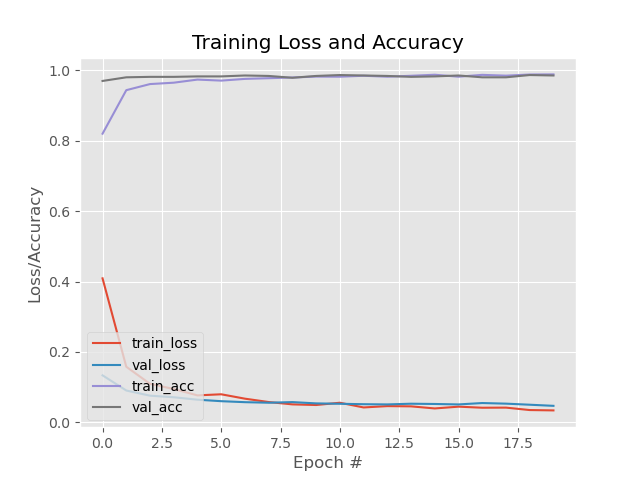 Training Loss and Accuracy
Loss/Accuracy
1.0
0.8
0.6
0.4
0.2
0.0
train_loss
val_loss
train_acc
val_acc
0.0 2.5 5.0 7.5 10.0 12.5 15.0 17.5
Epoch #